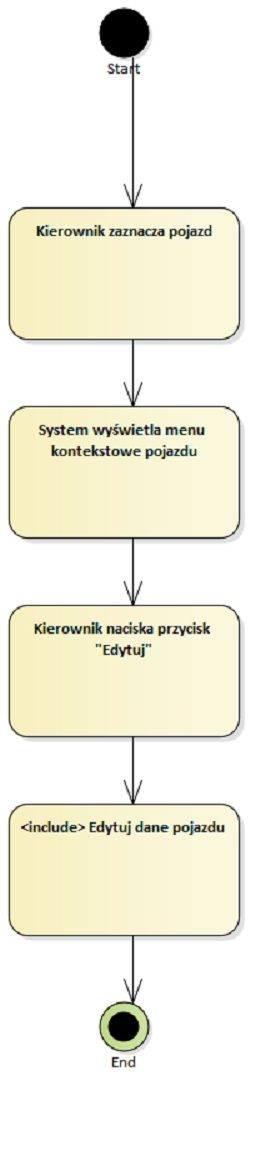 Start
Kierownik zaznacza pojazd
System wyświetla menu
kontekstowe pojazdu
Kierownik naciska przycisk
"Edytuj"
<include> Edytuj dane pojazdu
End